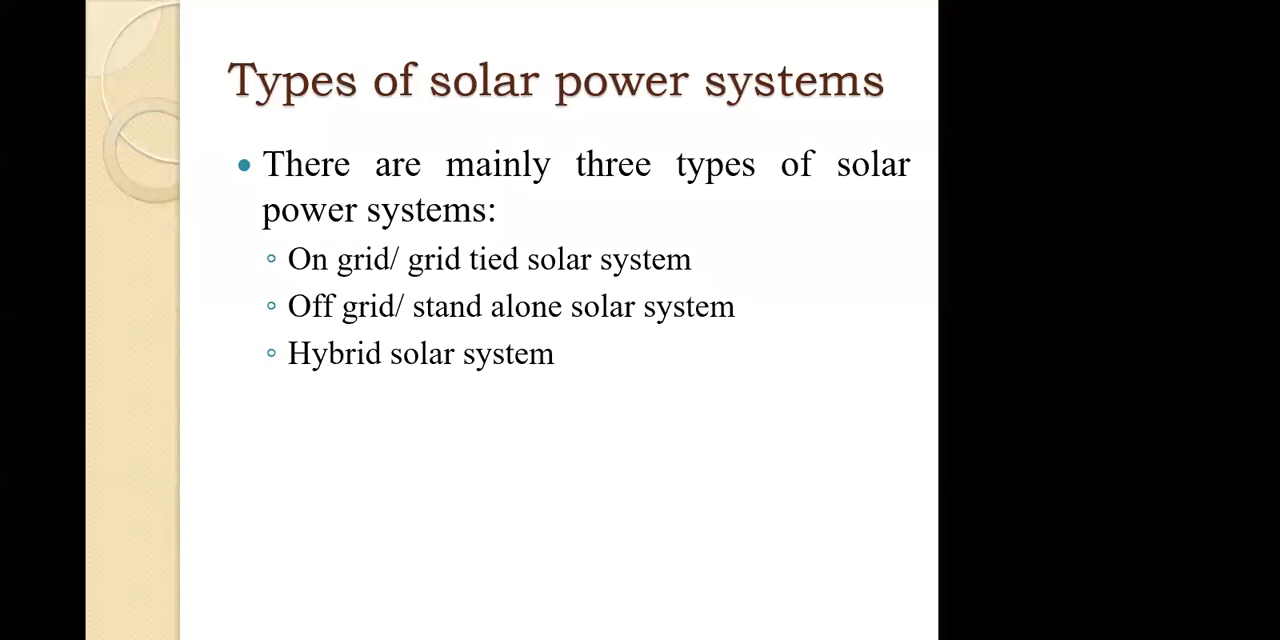 Types of solar power systems
• There are mainly three types of solar
power systems:
◦ On grid/ grid tied solar system
◦ Off grid/ stand alone solar system
◦ Hybrid solar system